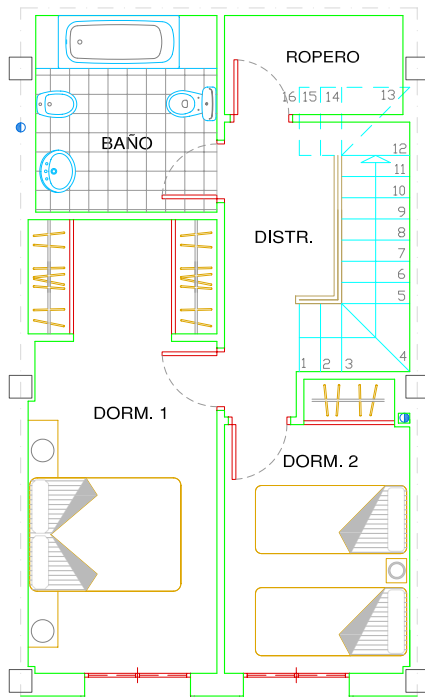 ROPERO
16 15 14 13
BAÑO
12
11
10
9
DISTR.
8
7
6
5
1 2 3 4
DORM. 1
DORM. 2